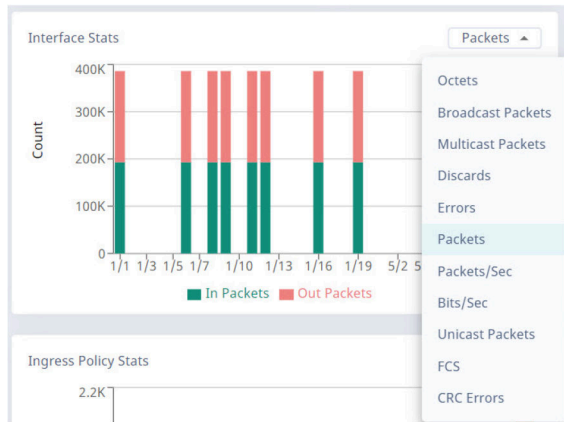 Interface Stats
Packets
400K
300K
200K
100K
0
Count
1/1 1/3 1/5 1/7 1/10 1/13 1/16 1/19 5/2 5
In Packets Out Packets
Octets
Broadcast Packets
Multicast Packets
Discards
Errors
Packets
Packets/Sec
Bits/Sec
Unicast Packets
FCS
CRC Errors
Ingress Policy Stats
2.2K